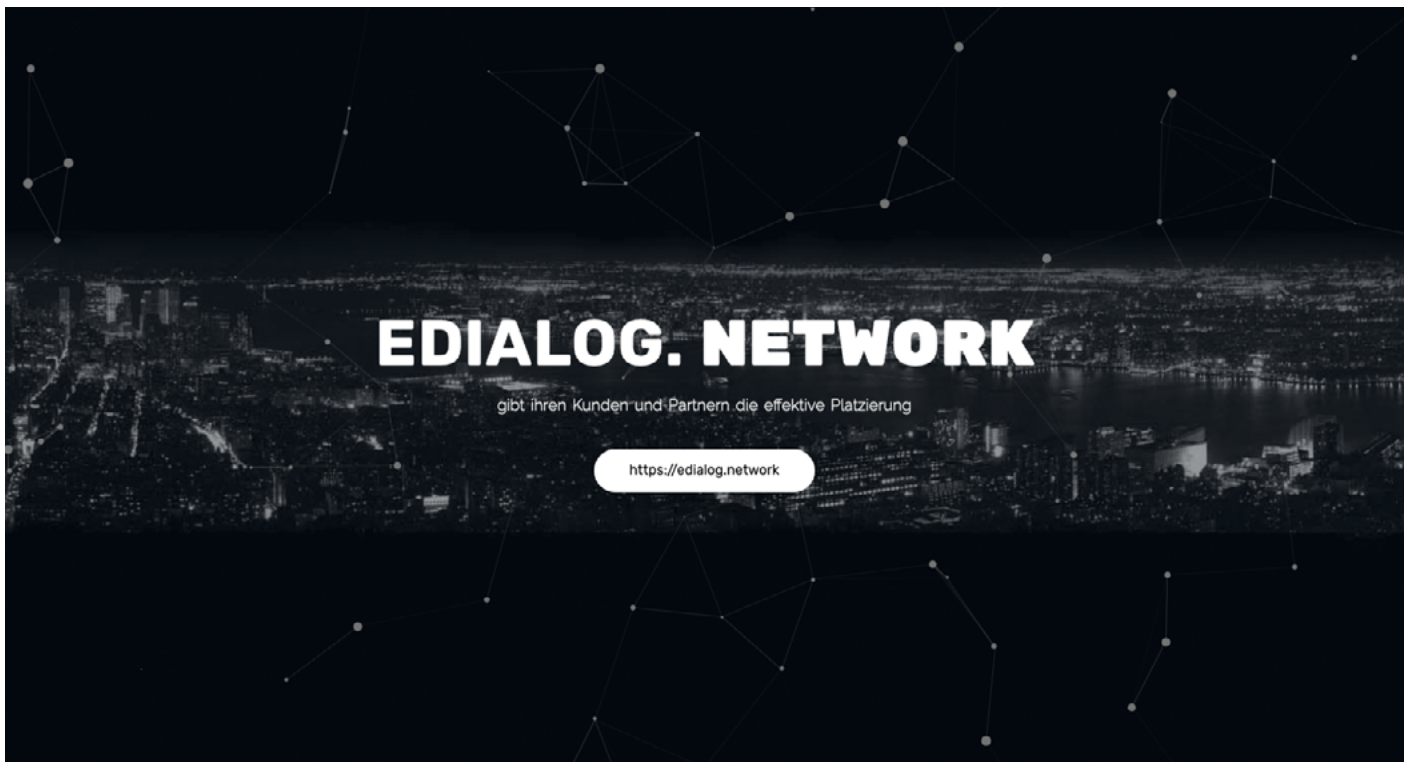 EDIALOG. NETWORK
gibt ihren Kunden und Partnern die effektive Platzierung
https://edialog.network